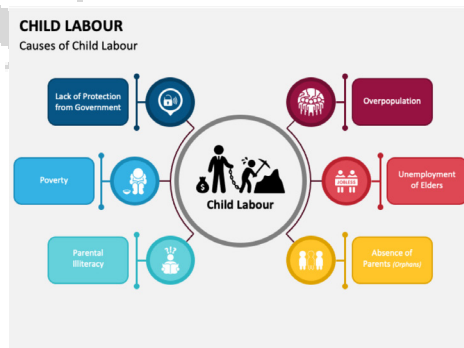 CHILD LABOUR
Causes of Child Labour
Lack of Protection
from Government
Overpopulation
Poverty
Child Labour
JOBLESS
Unemployment
of Elders
Parental
Illiteracy
Absence of
Parents (Orphans)